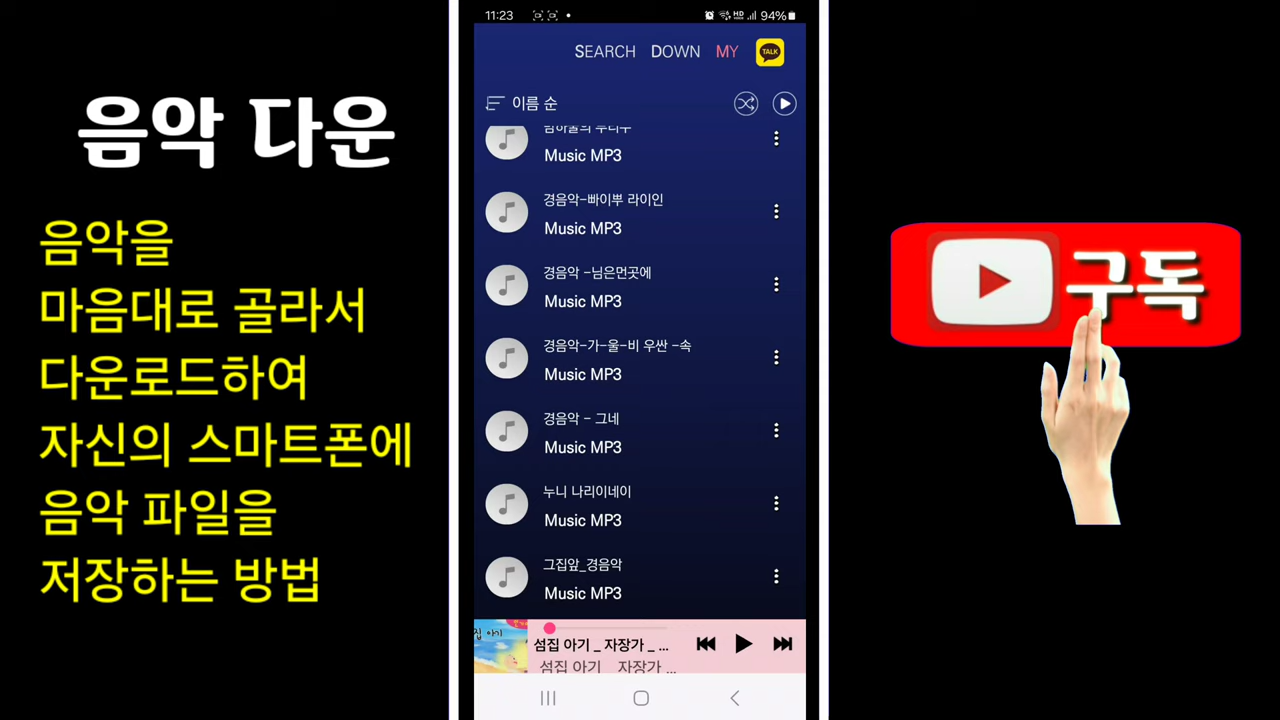 음악 다운
음악을
마음대로 골라서
다운로드하여
자신의 스마트폰에
음악 파일을
저장하는 방법
11:23
94%
SEARCH DOWN MY TALK
이름 순
Music MP3
경음악-빠이뿌 라이인
Music MP3
경음악 -님은먼곳에
Music MP3
경음악-가-울-비 우싼 -속
Music MP3
경음악 - 그네
Music MP3
누니 나리이네이
Music MP3
그집앞_경음악
Music MP3
섬집 아기 _ 자장가 _ ...
섬집 아기 자장가 ...
구독